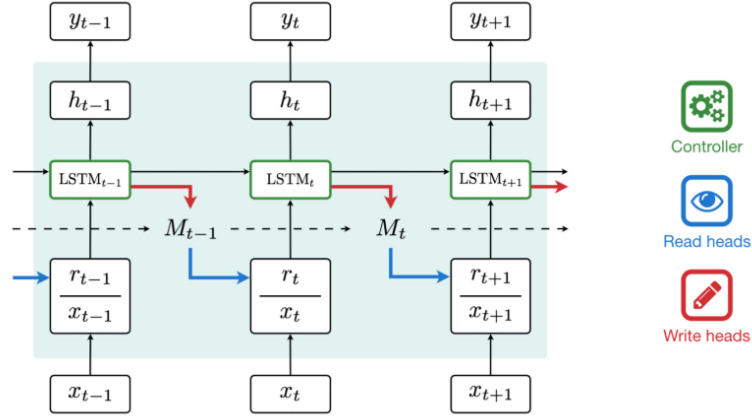 y_{t-1} y_t y_{t+1}
h_{t-1} h_t h_{t+1}
LSTM_{t-1} LSTM_t LSTM_{t+1}
M_{t-1} M_t
r_{t-1} r_t r_{t+1}
x_{t-1} x_t x_{t+1}
x_{t-1} x_t x_{t+1}
Controller
Read heads
Write heads